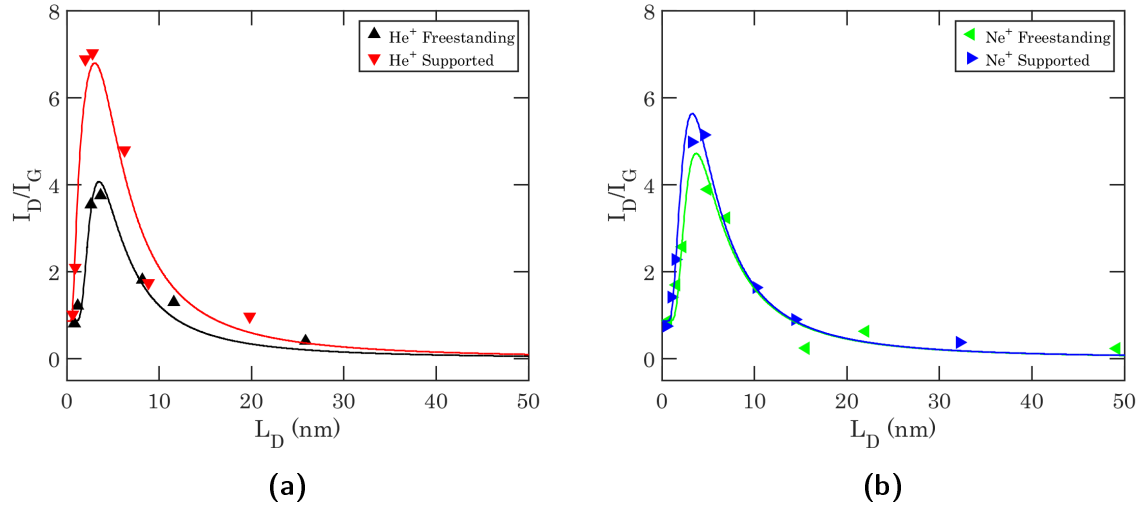 8
6
4
2
0
I_D/I_G
He⁺ Freestanding
He⁺ Supported
0 10 20 30 40 50
L_D (nm)
(a)
8
6
4
2
0
I_D/I_G
Ne⁺ Freestanding
Ne⁺ Supported
0 10 20 30 40 50
L_D (nm)
(b)